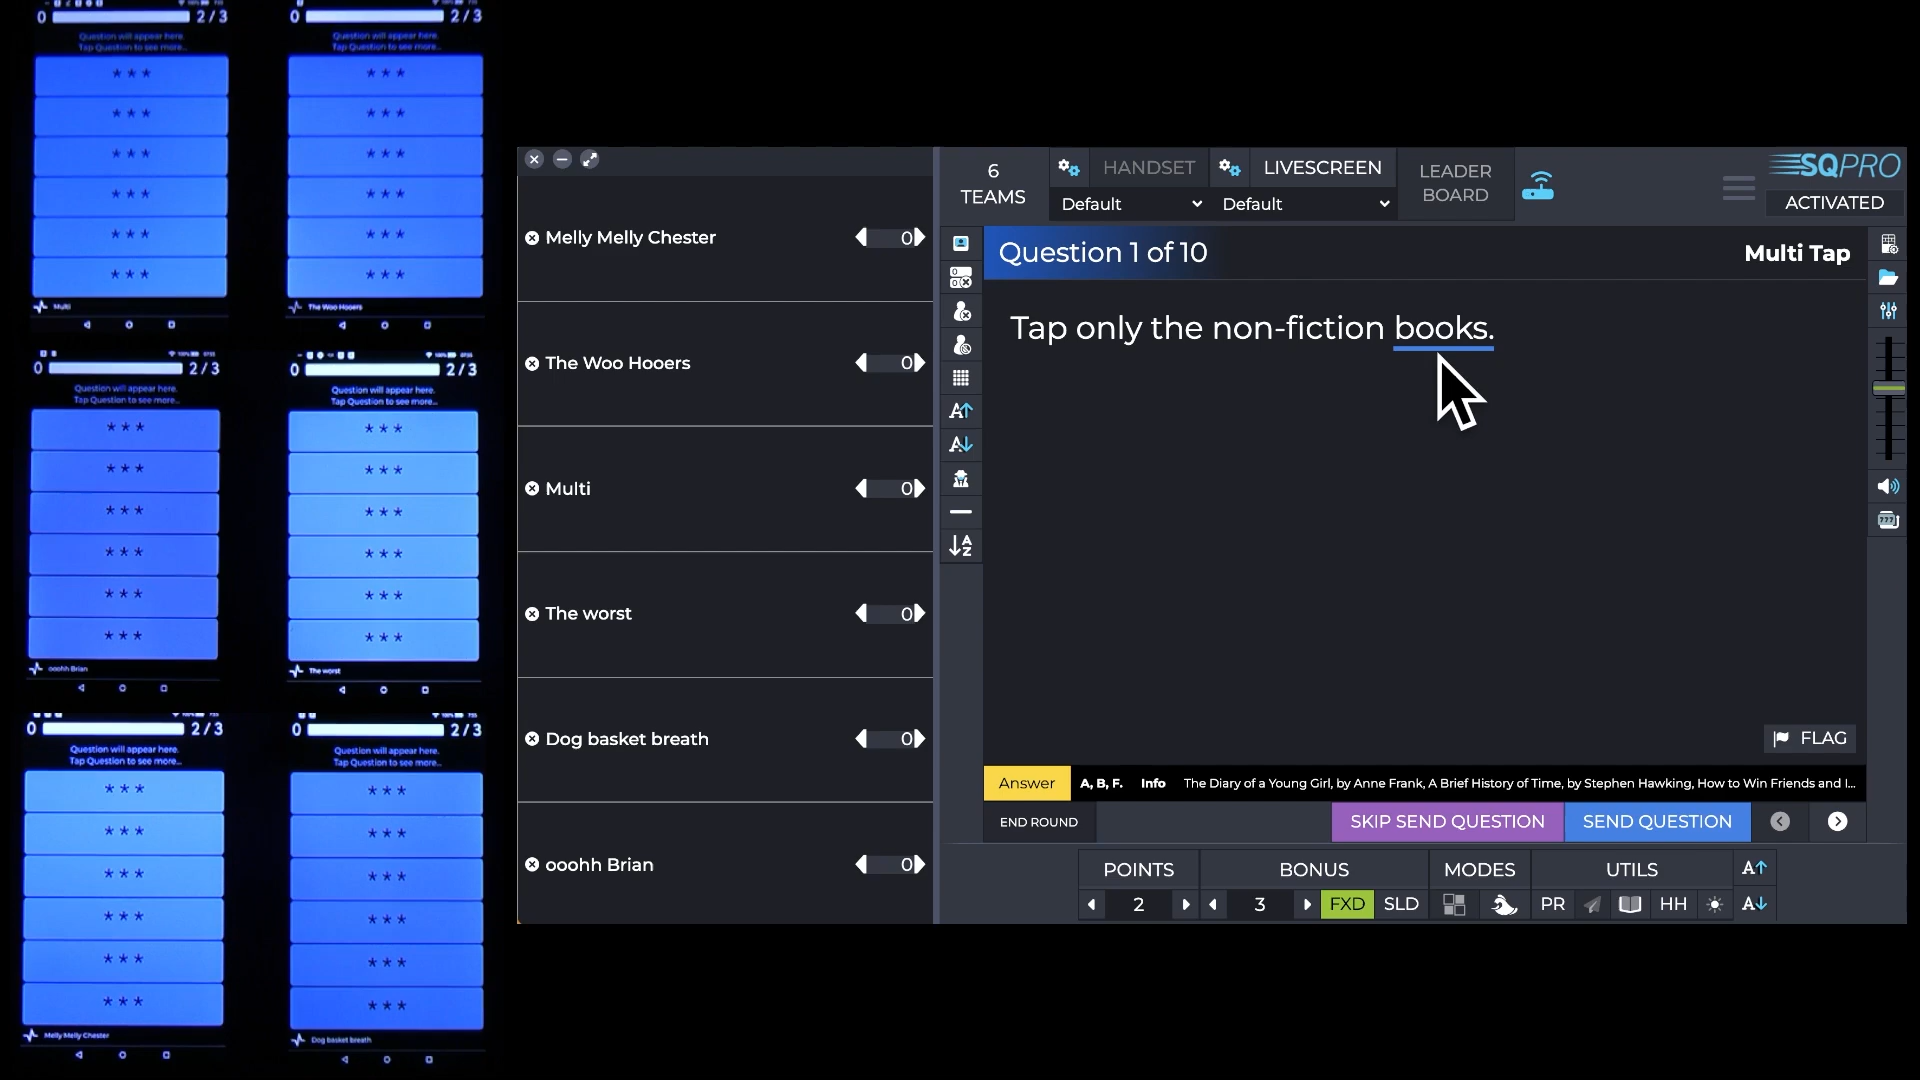 0 2/3
Question will appear here.
Tap Question to see more...
***
***
***
***
***
***
Multi
0 2/3
Question will appear here.
Tap Question to see more...
***
***
***
***
***
***
The Woo Hooers
0 2/3
Question will appear here.
Tap Question to see more...
***
***
***
***
***
***
ooohh Brian
0 2/3
Question will appear here.
Tap Question to see more...
***
***
***
***
***
***
The worst
0 2/3
Question will appear here.
Tap Question to see more...
***
***
***
***
***
***
Melly Melly Chester
0 2/3
Question will appear here.
Tap Question to see more...
***
***
***
***
***
***
Dog basket breath
Melly Melly Chester 0
The Woo Hooers 0
Multi 0
The worst 0
Dog basket breath 0
ooohh Brian 0
6 TEAMS
HANDSET
Default
LIVESCREEN
Default
LEADER BOARD
SQPRO
ACTIVATED
Question 1 of 10
Multi Tap
Tap only the non-fiction books.
FLAG
Answer A, B, F. Info The Diary of a Young Girl, by Anne Frank, A Brief History of Time, by Stephen Hawking, How to Win Friends and I...
END ROUND SKIP SEND QUESTION SEND QUESTION
POINTS BONUS MODES UTILS
2 3 FXD SLD PR HH